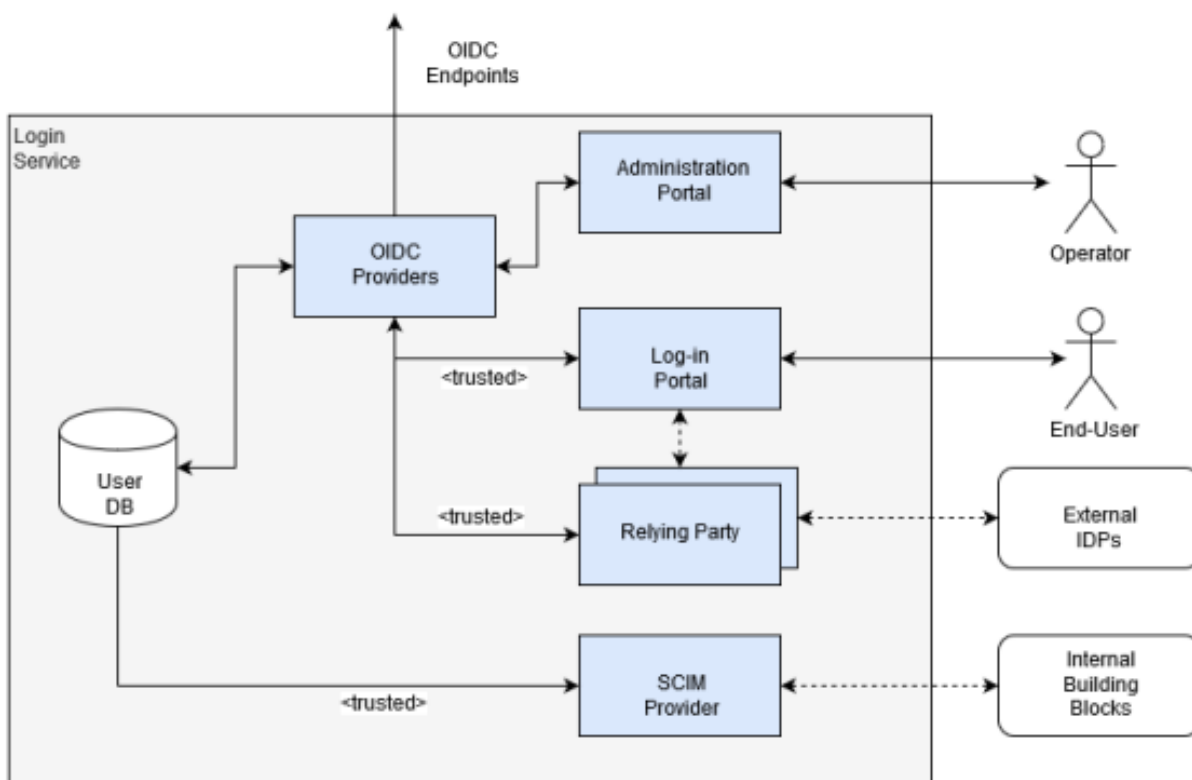 OIDC
Endpoints
Login
Service
Administration
Portal
Operator
OIDC
Providers
Log-in
Portal
<trusted>
End-User
User
DB
<trusted>
Relying Party
External
IDPs
SCIM
Provider
<trusted>
Internal
Building
Blocks